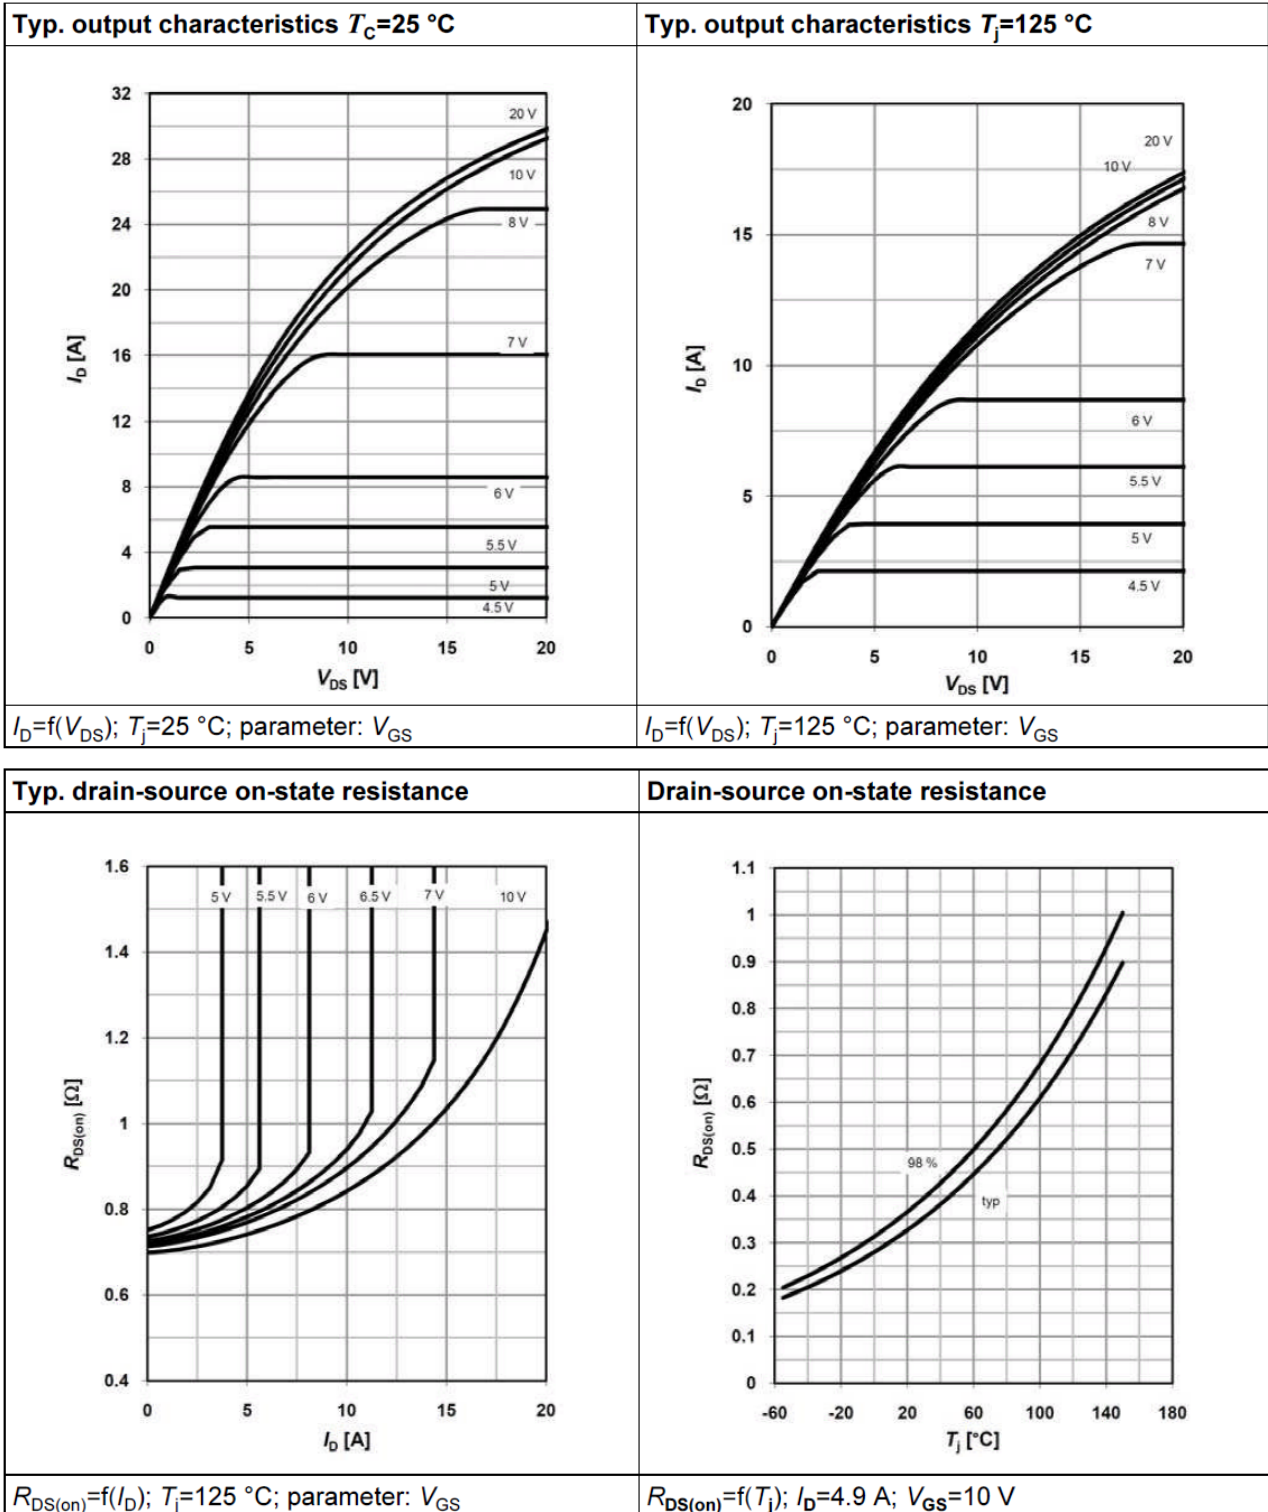 Typ. output characteristics TC=25 °C
32
28
24
20
16
12
8
4
0
ID [A]
20 V
10 V
8 V
7 V
6 V
5.5 V
5 V
4.5 V
0 5 10 15 20
VDS [V]
ID=f(VDS); Tj=25 °C; parameter: VGS
Typ. output characteristics Tj=125 °C
20
15
10
5
0
ID [A]
20 V
10 V
8 V
7 V
6 V
5.5 V
5 V
4.5 V
0 5 10 15 20
VDS [V]
ID=f(VDS); Tj=125 °C; parameter: VGS
Typ. drain-source on-state resistance
1.6
1.4
1.2
1
0.8
0.6
0.4
RDS(on) [Ω]
5 V 5.5 V 6 V 6.5 V 7 V 10 V
0 5 10 15 20
ID [A]
RDS(on)=f(ID); Tj=125 °C; parameter: VGS
Drain-source on-state resistance
1.1
1
0.9
0.8
0.7
0.6
0.5
0.4
0.3
0.2
0.1
0
RDS(on) [Ω]
98 %
typ
-60 -20 20 60 100 140 180
Tj [°C]
RDS(on)=f(Tj); ID=4.9 A; VGS=10 V